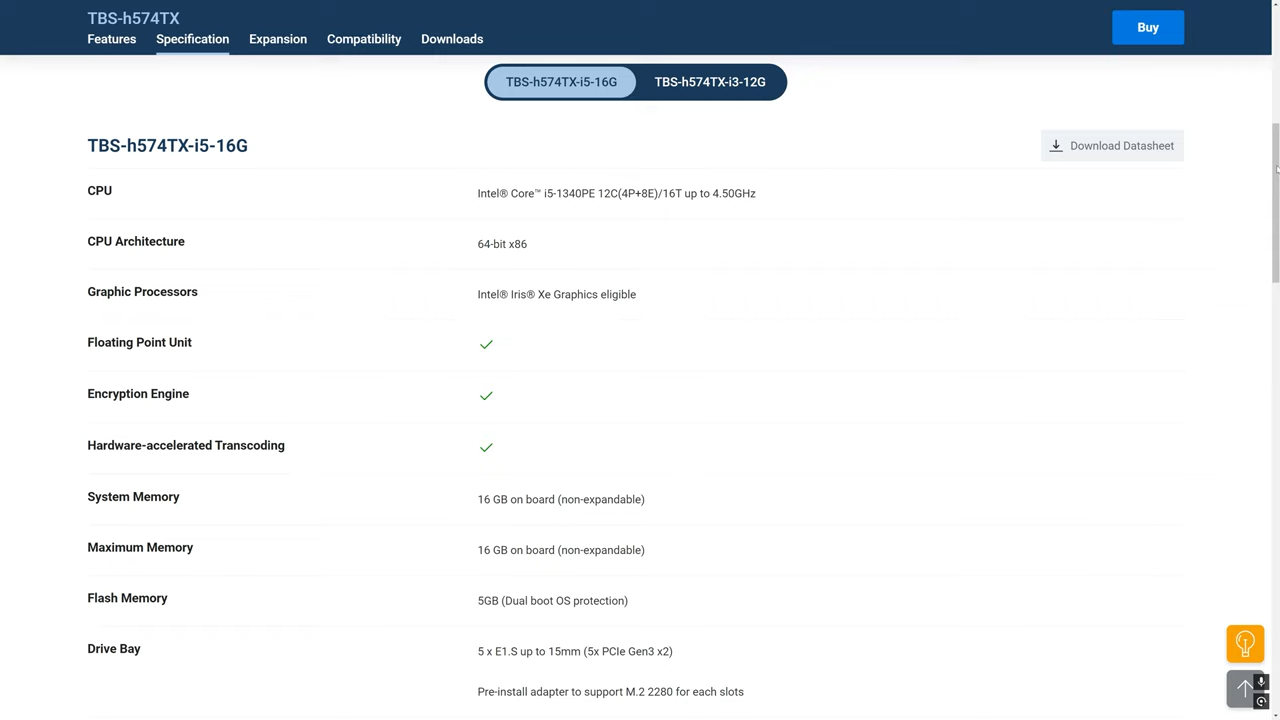 TBS-h574TX
Features Specification Expansion Compatibility Downloads
Buy
TBS-h574TX-i5-16G TBS-h574TX-i3-12G
TBS-h574TX-i5-16G
Download Datasheet
CPU Intel® Core™ i5-1340PE 12C(4P+8E)/16T up to 4.50GHz
CPU Architecture 64-bit x86
Graphic Processors Intel® Iris® Xe Graphics eligible
Floating Point Unit
Encryption Engine
Hardware-accelerated Transcoding
System Memory 16 GB on board (non-expandable)
Maximum Memory 16 GB on board (non-expandable)
Flash Memory 5GB (Dual boot OS protection)
Drive Bay 5 x E1.S up to 15mm (5x PCIe Gen3 x2)
Pre-install adapter to support M.2 2280 for each slots